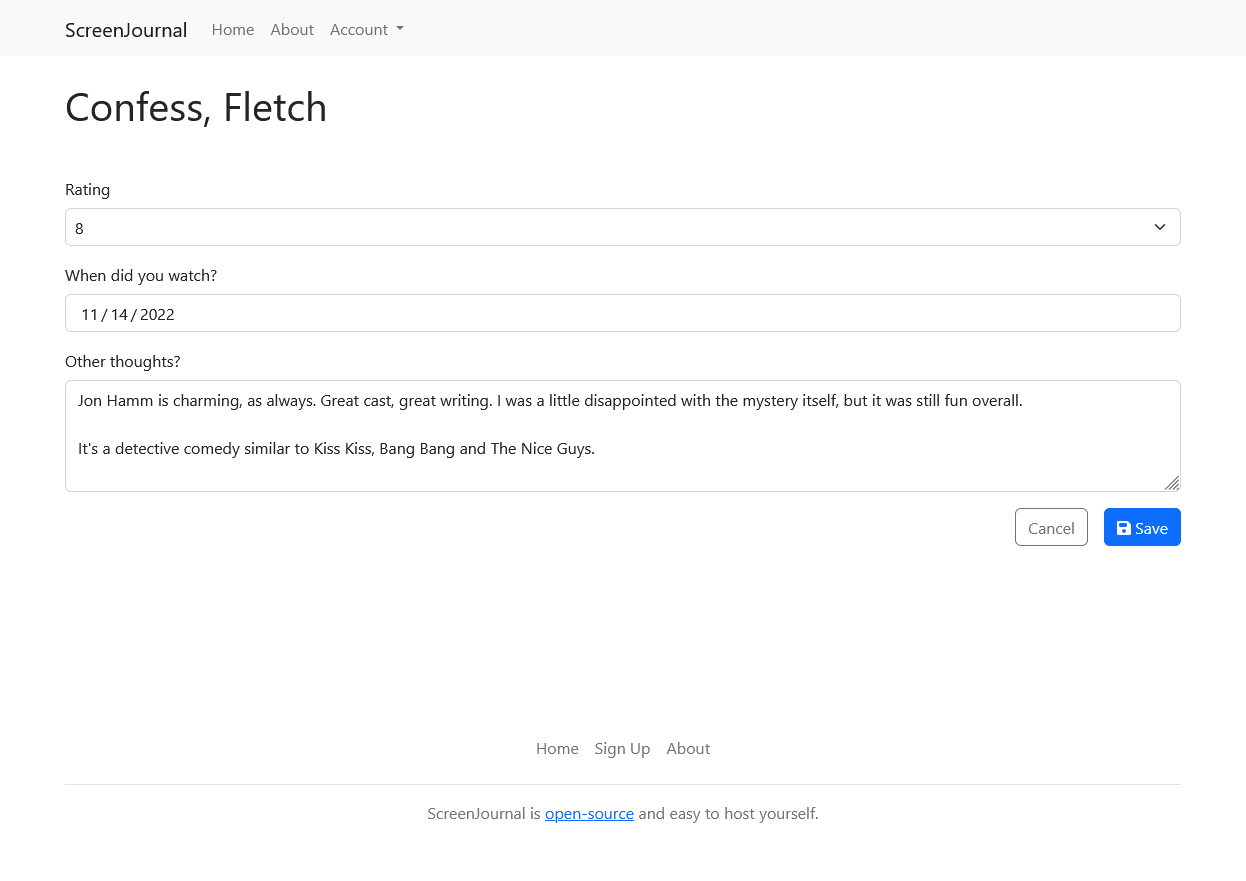 ScreenJournal Home About Account
Confess, Fletch
Rating
8
When did you watch?
11 / 14 / 2022
Other thoughts?
Jon Hamm is charming, as always. Great cast, great writing. I was a little disappointed with the mystery itself, but it was still fun overall.
It's a detective comedy similar to Kiss Kiss, Bang Bang and The Nice Guys.
Cancel Save
Home Sign Up About
ScreenJournal is open-source and easy to host yourself.